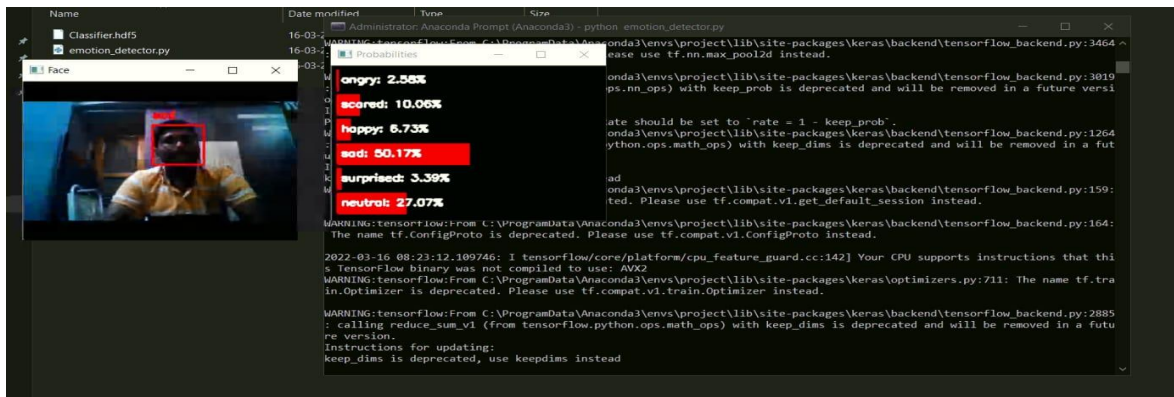 Name Date modified Type Size
Classifier.hdf5 16-03-2
emotion_detector.py 16-03-2
-03-2
Administrator: Anaconda Prompt (Anaconda3) - python emotion_detector.py
Face
Probabilities
angry: 2.58%
scared: 10.06%
happy: 6.73%
sad: 50.17%
surprised: 3.39%
neutral: 27.07%
sad
WARNING:tensorflow:From C:\ProgramData\Anaconda3\envs\project\lib\site-packages\keras\backend\tensorflow_backend.py:3464
ease use tf.nn.max_pool2d instead.
onda3\envs\project\lib\site-packages\keras\backend\tensorflow_backend.py:3019
ps.nn_ops) with keep_prob is deprecated and will be removed in a future versi
ate should be set to `rate = 1 - keep_prob`.
onda3\envs\project\lib\site-packages\keras\backend\tensorflow_backend.py:1264
ython.ops.math_ops) with keep_dims is deprecated and will be removed in a fut
ad
onda3\envs\project\lib\site-packages\keras\backend\tensorflow_backend.py:159:
ted. Please use tf.compat.v1.get_default_session instead.
WARNING:tensorflow:From C:\ProgramData\Anaconda3\envs\project\lib\site-packages\keras\backend\tensorflow_backend.py:164:
The name tf.ConfigProto is deprecated. Please use tf.compat.v1.ConfigProto instead.
2022-03-16 08:23:12.109746: I tensorflow/core/platform/cpu_feature_guard.cc:142] Your CPU supports instructions that thi
s TensorFlow binary was not compiled to use: AVX2
WARNING:tensorflow:From C:\ProgramData\Anaconda3\envs\project\lib\site-packages\keras\optimizers.py:711: The name tf.tra
in.Optimizer is deprecated. Please use tf.compat.v1.train.Optimizer instead.
WARNING:tensorflow:From C:\ProgramData\Anaconda3\envs\project\lib\site-packages\keras\backend\tensorflow_backend.py:2885
: calling reduce_sum_v1 (from tensorflow.python.ops.math_ops) with keep_dims is deprecated and will be removed in a futu
re version.
Instructions for updating:
keep_dims is deprecated, use keepdims instead